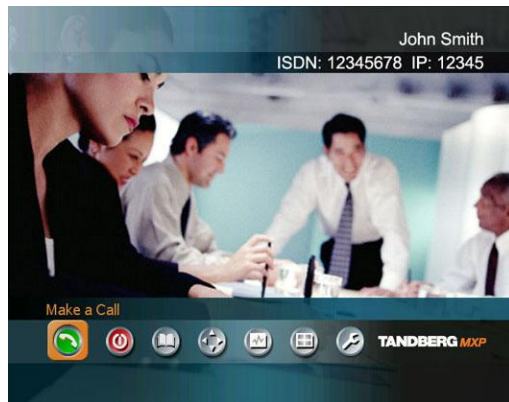 John Smith
ISDN: 12345678 IP: 12345
Make a Call
TANDBERG MXP